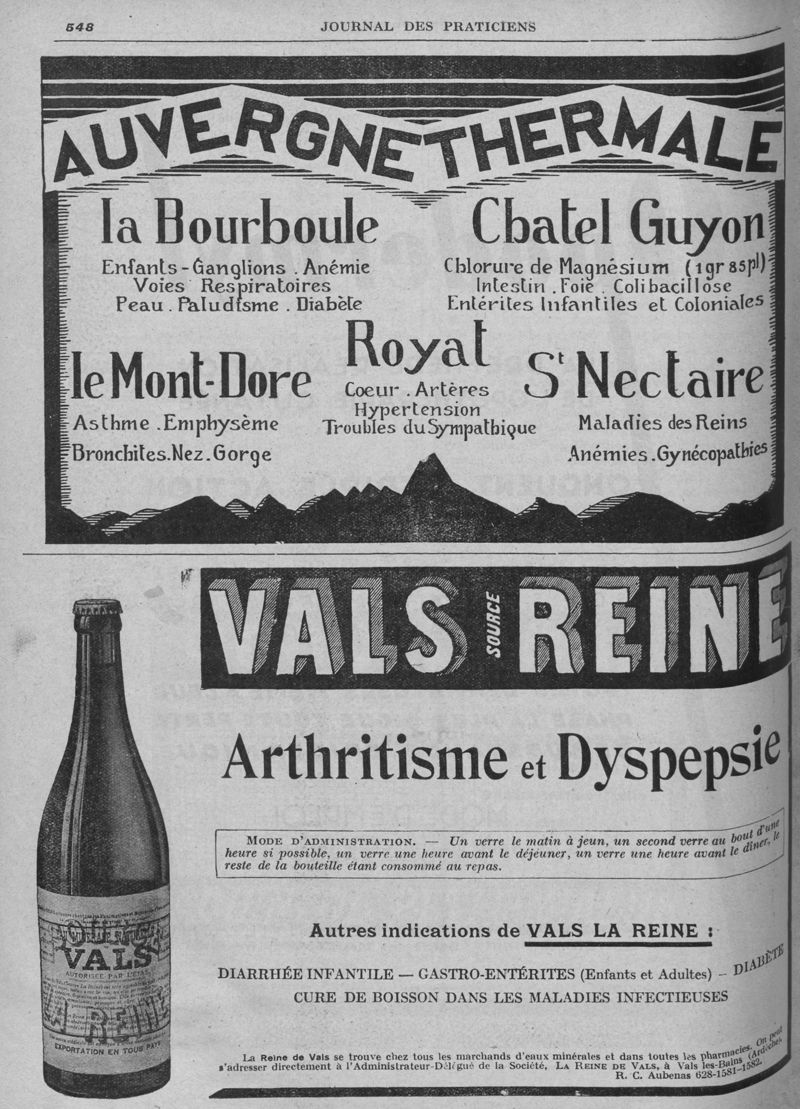 548
JOURNAL DES PRATICIENS
AUVERGNE THERMALE
la Bourboule
Enfants - Ganglions . Anémie
Voies Respiratoires
Peau . Paludisme . Diabète
Chatel Guyon
Chlorure de Magnésium (1gr 85 pl)
Intestin . Foie . Colibacillose
Entérites Infantiles et Coloniales
Royat
Coeur . Artères
Hypertension
Troubles du Sympathique
le Mont-Dore
Asthme . Emphysème
Bronchites . Nez . Gorge
St Nectaire
Maladies des Reins
Anémies . Gynécopathies
VALS SOURCE REINE
Arthritisme et Dyspepsie
MODE D'ADMINISTRATION. — Un verre le matin à jeun, un second verre au bout d'une
heure si possible, un verre une heure avant le déjeuner, un verre une heure avant le dîner, le
reste de la bouteille étant consommé au repas.
Autres indications de VALS LA REINE :
DIARRHÉE INFANTILE — GASTRO-ENTÉRITES (Enfants et Adultes) — DIABÈTE
CURE DE BOISSON DANS LES MALADIES INFECTIEUSES
La Reine de Vals se trouve chez tous les marchands d'eaux minérales et dans toutes les pharmacies. On peut
s'adresser directement à l'Administrateur-Délégué de la Société, LA REINE DE VALS, à Vals les-Bains (Ardèche).
R. C. Aubenas 628-1581-1582.
SOURCE
VALS
AUTORISÉE PAR L'ÉTAT
LA REINE
EXPORTATION EN TOUS PAYS